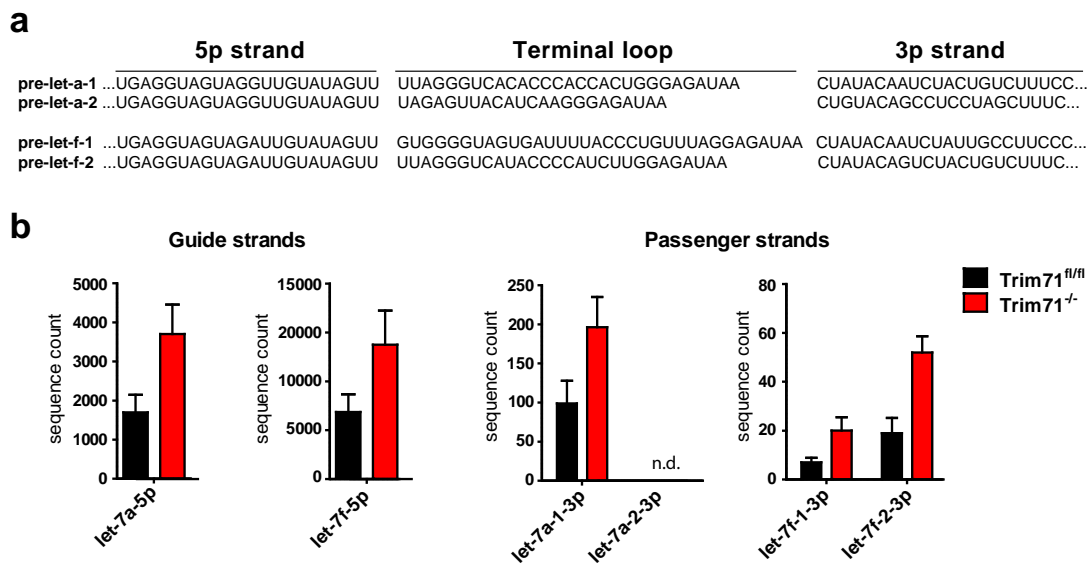 a
5p strand Terminal loop 3p strand
pre-let-a-1 ...UGAGGUAGUAGGUUGUAUAGUU UUAGGGUCACACCCACCACUGGGAGAUAA CUAUACAAUCUACUGUCUUUCC...
pre-let-a-2 ...UGAGGUAGUAGGUUGUAUAGUU UAGAGUUACAUCAAGGGAGAUAA CUGUACAGCCUCCUAGCUUUC...
pre-let-f-1 ...UGAGGUAGUAGAUUGUAUAGUU GUGGGGUAGUGAUUUUACCCUGUUUAGGAGAUAA CUAUACAAUCUAUUGCCUUCCC...
pre-let-f-2 ...UGAGGUAGUAGAUUGUAUAGUU UUAGGGUCAUACCCCAUCUUGGAGAUAA CUAUACAGUCUACUGUCUUUC...
b
Guide strands Passenger strands
Trim71fl/fl
Trim71-/-
sequence count
5000
4000
3000
2000
1000
0
let-7a-5p
sequence count
15000
20000
10000
5000
0
let-7f-5p
sequence count
250
200
150
100
50
0
n.d.
let-7a-1-3p
let-7a-2-3p
sequence count
80
60
40
20
0
let-7f-1-3p
let-7f-2-3p